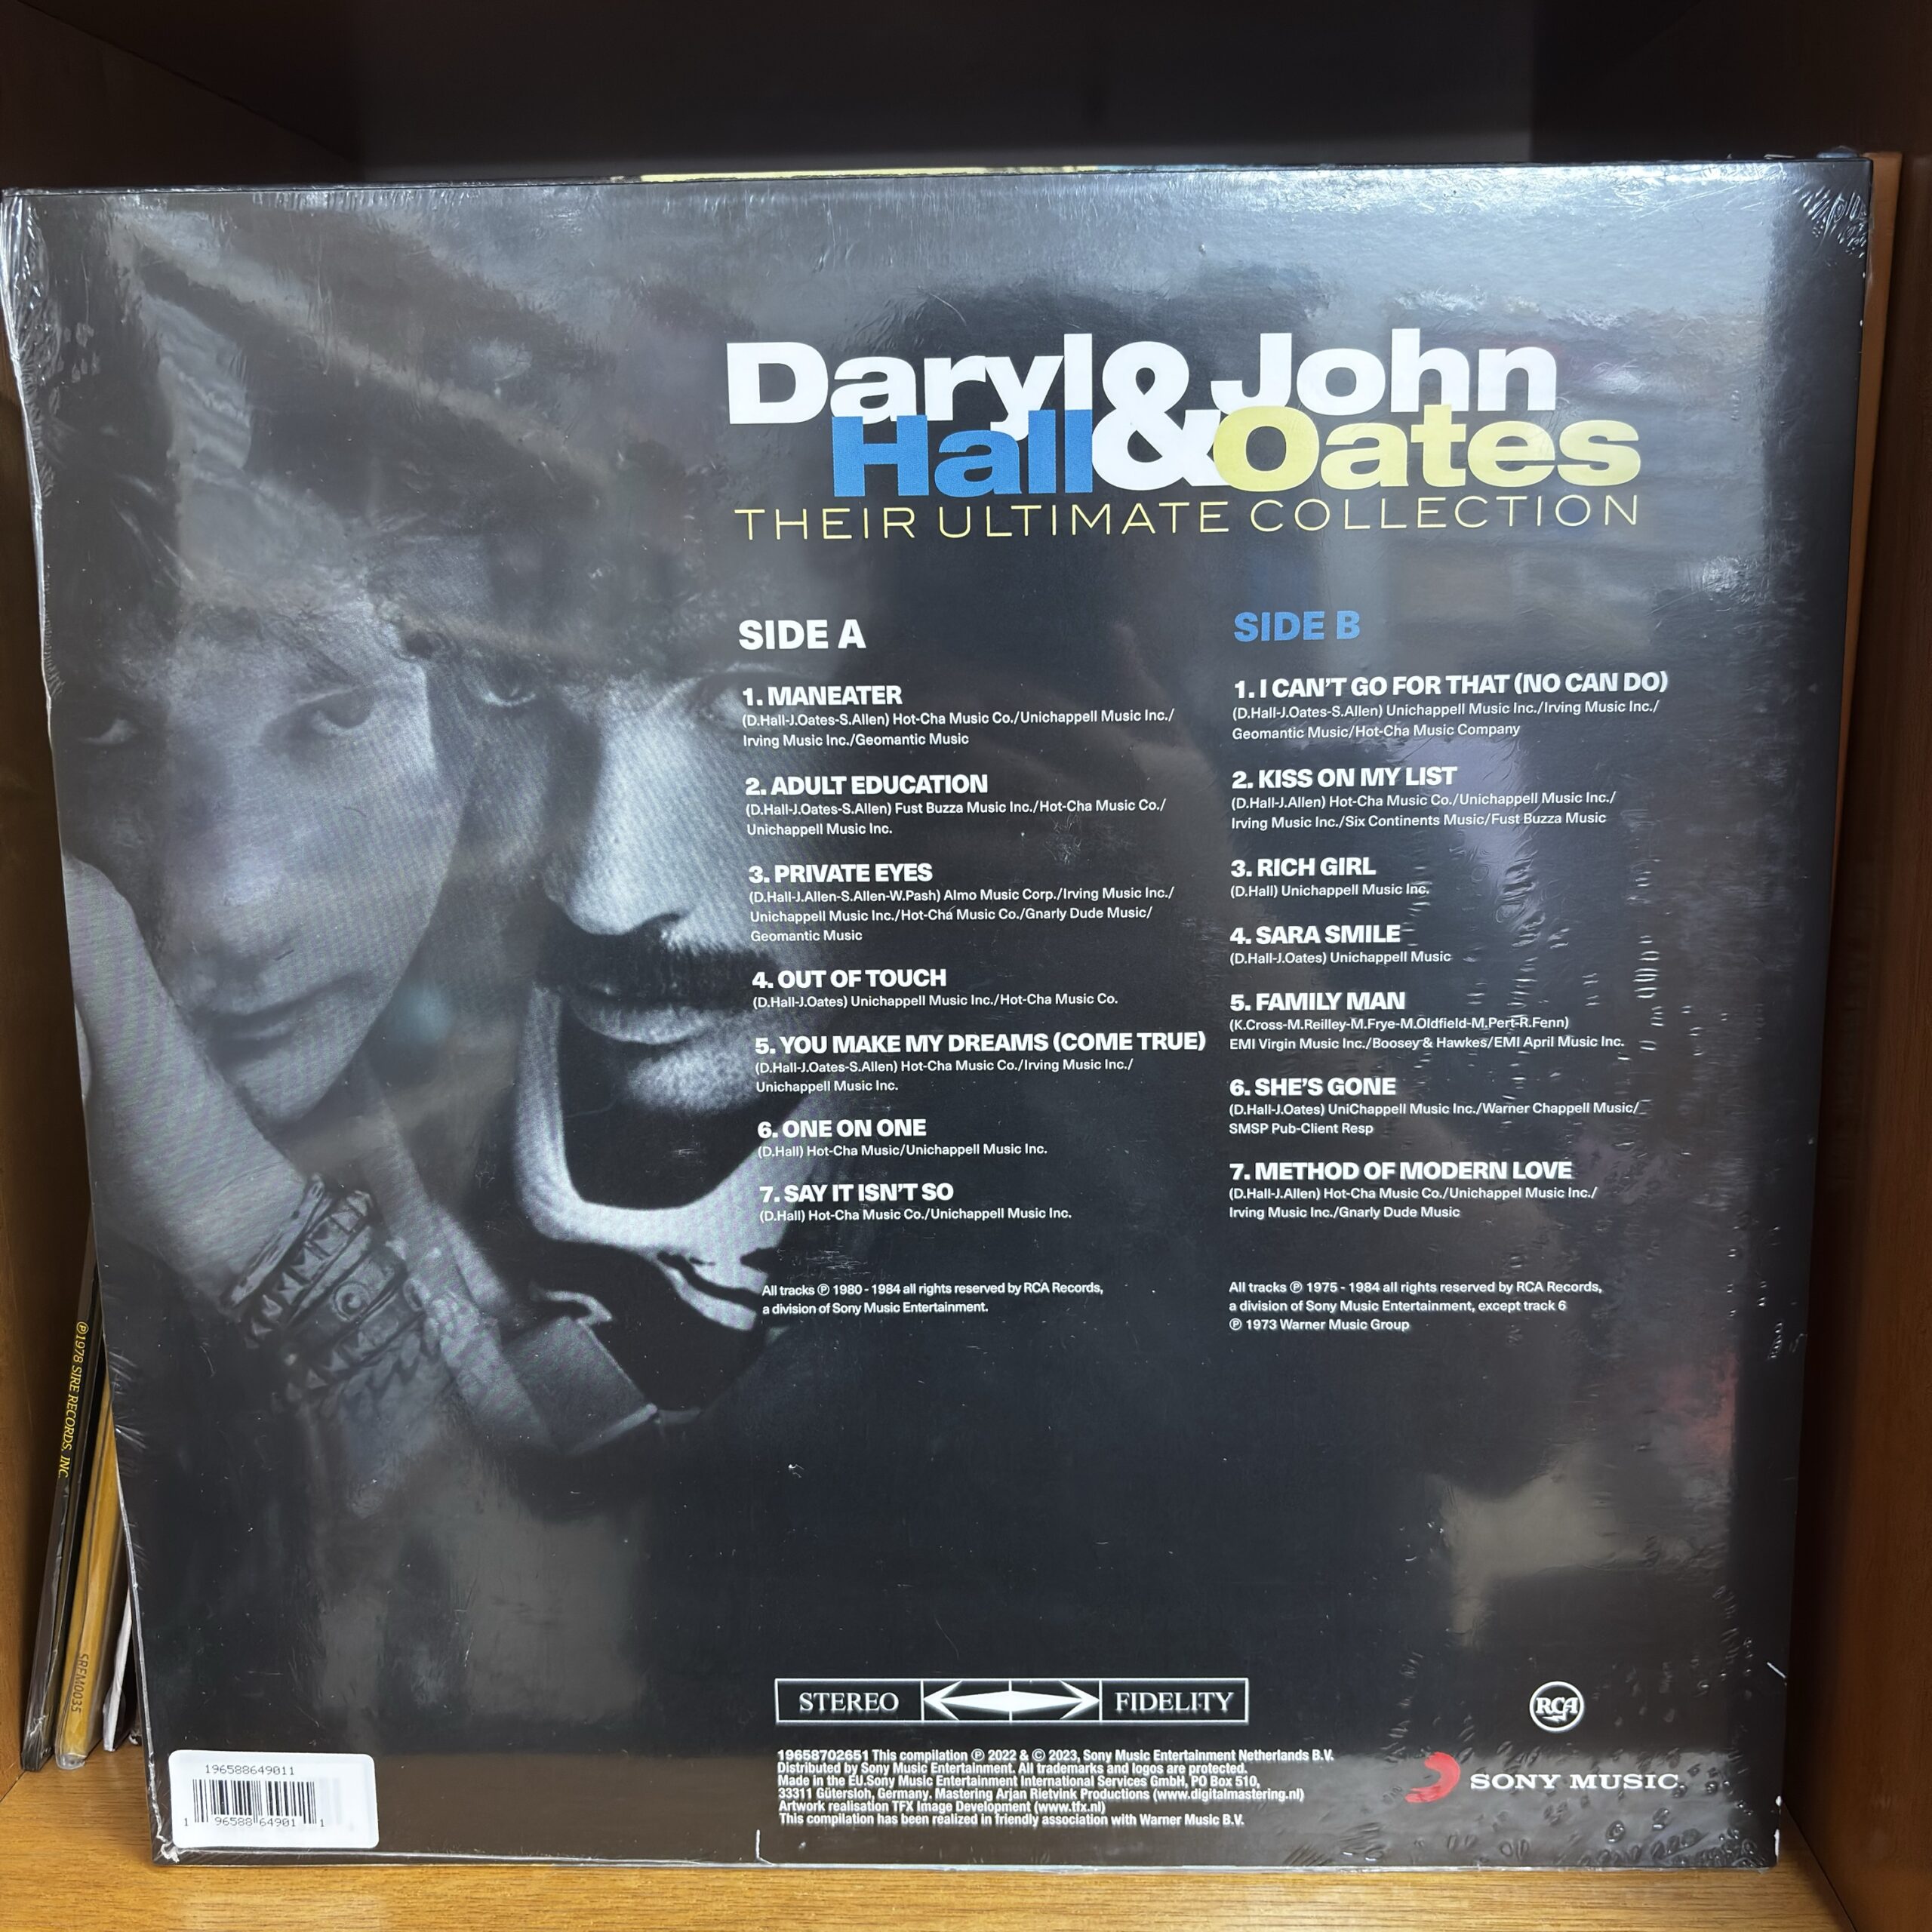 Daryl & John
Hall & Oates
THEIR ULTIMATE COLLECTION
SIDE A
1. MANEATER
(D.Hall-J.Oates-S.Allen) Hot-Cha Music Co./Unichappell Music Inc./
Irving Music Inc./Geomantic Music
2. ADULT EDUCATION
(D.Hall-J.Oates-S.Allen) Fust Buzza Music Inc./Hot-Cha Music Co./
Unichappell Music Inc.
3. PRIVATE EYES
(D.Hall-J.Allen-S.Allen-W.Pash) Almo Music Corp./Irving Music Inc./
Unichappell Music Inc./Hot-Cha Music Co./Gnarly Dude Music/
Geomantic Music
4. OUT OF TOUCH
(D.Hall-J.Oates) Unichappell Music Inc./Hot-Cha Music Co.
5. YOU MAKE MY DREAMS (COME TRUE)
(D.Hall-J.Oates-S.Allen) Hot-Cha Music Co./Irving Music Inc./
Unichappell Music Inc.
6. ONE ON ONE
(D.Hall) Hot-Cha Music/Unichappell Music Inc.
7. SAY IT ISN'T SO
(D.Hall) Hot-Cha Music Co./Unichappell Music Inc.
All tracks ℗ 1980 - 1984 all rights reserved by RCA Records,
a division of Sony Music Entertainment.
SIDE B
1. I CAN'T GO FOR THAT (NO CAN DO)
(D.Hall-J.Oates-S.Allen) Unichappell Music Inc./Irving Music Inc./
Geomantic Music/Hot-Cha Music Company
2. KISS ON MY LIST
(D.Hall-J.Allen) Hot-Cha Music Co./Unichappell Music Inc./
Irving Music Inc./Six Continents Music/Fust Buzza Music
3. RICH GIRL
(D.Hall) Unichappell Music Inc.
4. SARA SMILE
(D.Hall-J.Oates) Unichappell Music
5. FAMILY MAN
(K.Cross-M.Reilley-M.Frye-M.Oldfield-M.Pert-R.Fenn)
EMI Virgin Music Inc./Boosey & Hawkes/EMI April Music Inc.
6. SHE'S GONE
(D.Hall-J.Oates) UniChappell Music Inc./Warner Chappell Music/
SMSP Pub-Client Resp
7. METHOD OF MODERN LOVE
(D.Hall-J.Allen) Hot-Cha Music Co./Unichappel Music Inc./
Irving Music Inc./Gnarly Dude Music
All tracks ℗ 1975 - 1984 all rights reserved by RCA Records,
a division of Sony Music Entertainment, except track 6
℗ 1973 Warner Music Group
℗1978 SIRE RECORDS, INC.
SRFM0035
STEREO FIDELITY
RCA
19658702651 This compilation ℗ 2022 & © 2023, Sony Music Entertainment Netherlands B.V.
Distributed by Sony Music Entertainment. All trademarks and logos are protected.
Made in the EU.Sony Music Entertainment International Services GmbH, PO Box 510,
33311 Gütersloh, Germany. Mastering Arjan Rietvink Productions (www.digitalmastering.nl)
Artwork realisation TFX Image Development (www.tfx.nl)
This compilation has been realized in friendly association with Warner Music B.V.
SONY MUSIC
196588649011
1 96588 64901 1